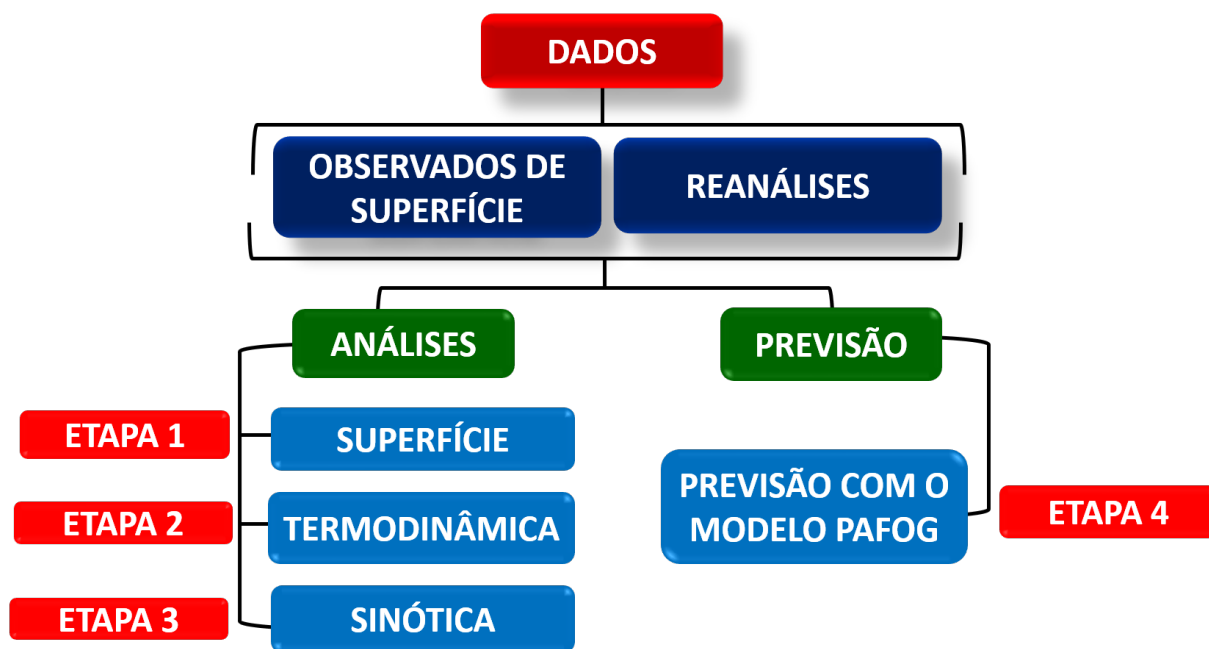 DADOS
OBSERVADOS DE
SUPERFÍCIE
REANÁLISES
ANÁLISES
PREVISÃO
ETAPA 1
SUPERFÍCIE
ETAPA 2
TERMODINÂMICA
ETAPA 3
SINÓTICA
PREVISÃO COM O
MODELO PAFOG
ETAPA 4